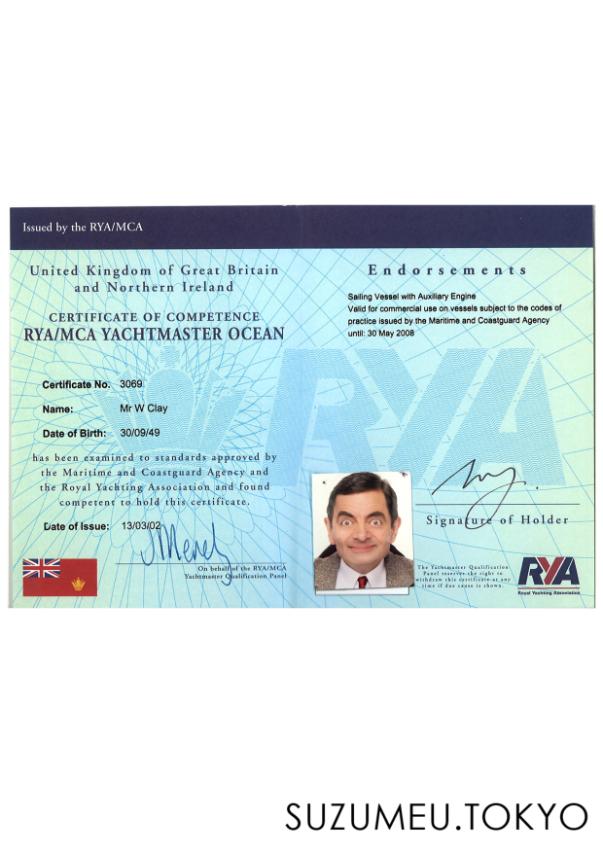 Issued by the RYA/MCA
United Kingdom of Great Britain
and Northern Ireland
CERTIFICATE OF COMPETENCE
RYA/MCA YACHTMASTER OCEAN
Certificate No. 3069
Name: Mr W Clay
Date of Birth: 30/09/49
has been examined to standards approved by
the Maritime and Coastguard Agency and
the Royal Yachting Association and found
competent to hold this certificate.
Date of Issue: 13/03/02
On behalf of the RYA/MCA
Yachtmaster Qualification Panel
Endorsements
Sailing Vessel with Auxiliary Engine
Valid for commercial use on vessels subject to the codes of
practice issued by the Maritime and Coastguard Agency
until: 30 May 2008
RYA
Signature of Holder
The Yachtmaster Qualification
Panel reserves the right to
withdraw this certificate at any
time if due cause is shown.
RYA
Royal Yachting Association
SUZUMEU.TOKYO